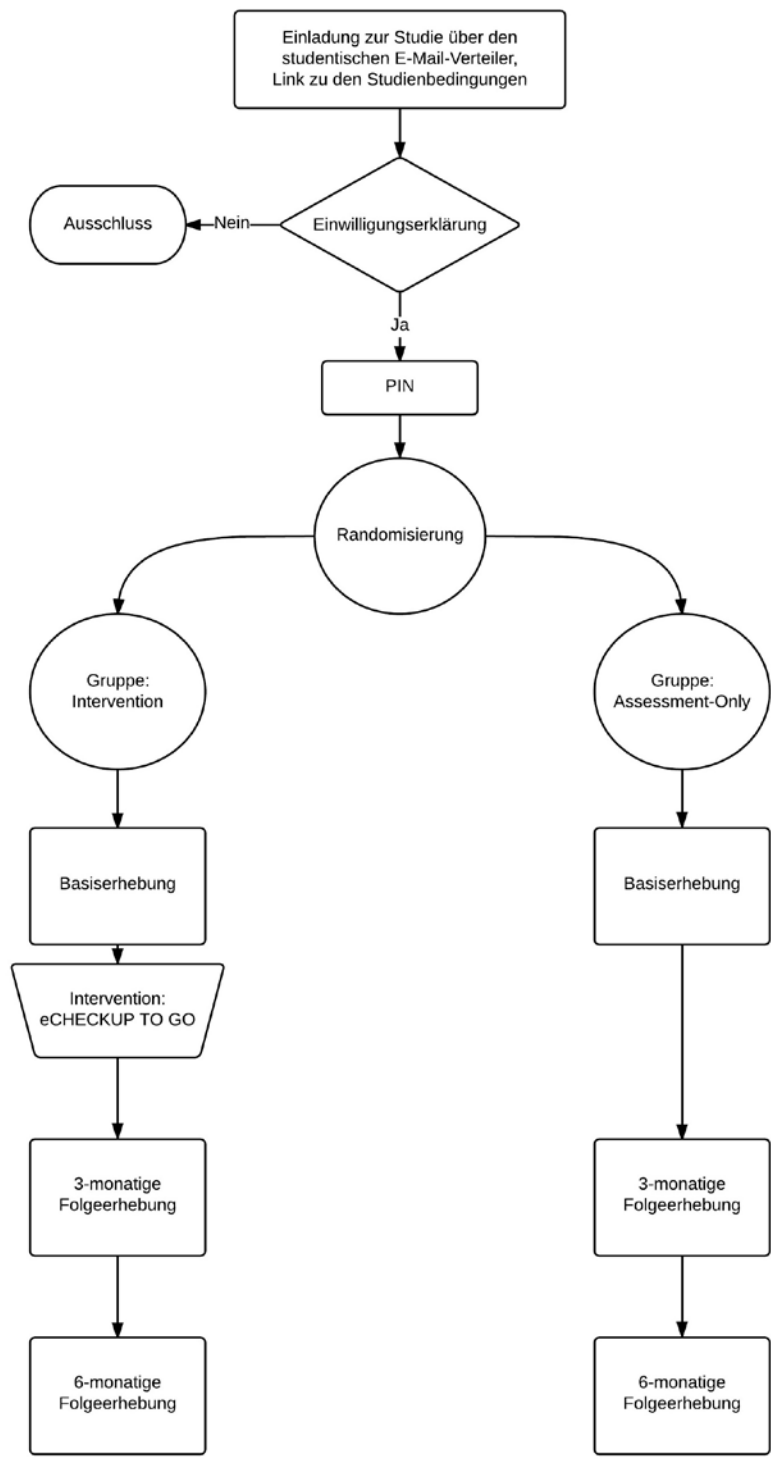 Einladung zur Studie über den
studentischen E-Mail-Verteiler,
Link zu den Studienbedingungen
Ausschluss
Nein
Einwilligungserklärung
Ja
PIN
Randomisierung
Gruppe:
Intervention
Gruppe:
Assessment-Only
Basiserhebung
Basiserhebung
Intervention:
eCHECKUP TO GO
3-monatige
Folgeerhebung
3-monatige
Folgeerhebung
6-monatige
Folgeerhebung
6-monatige
Folgeerhebung